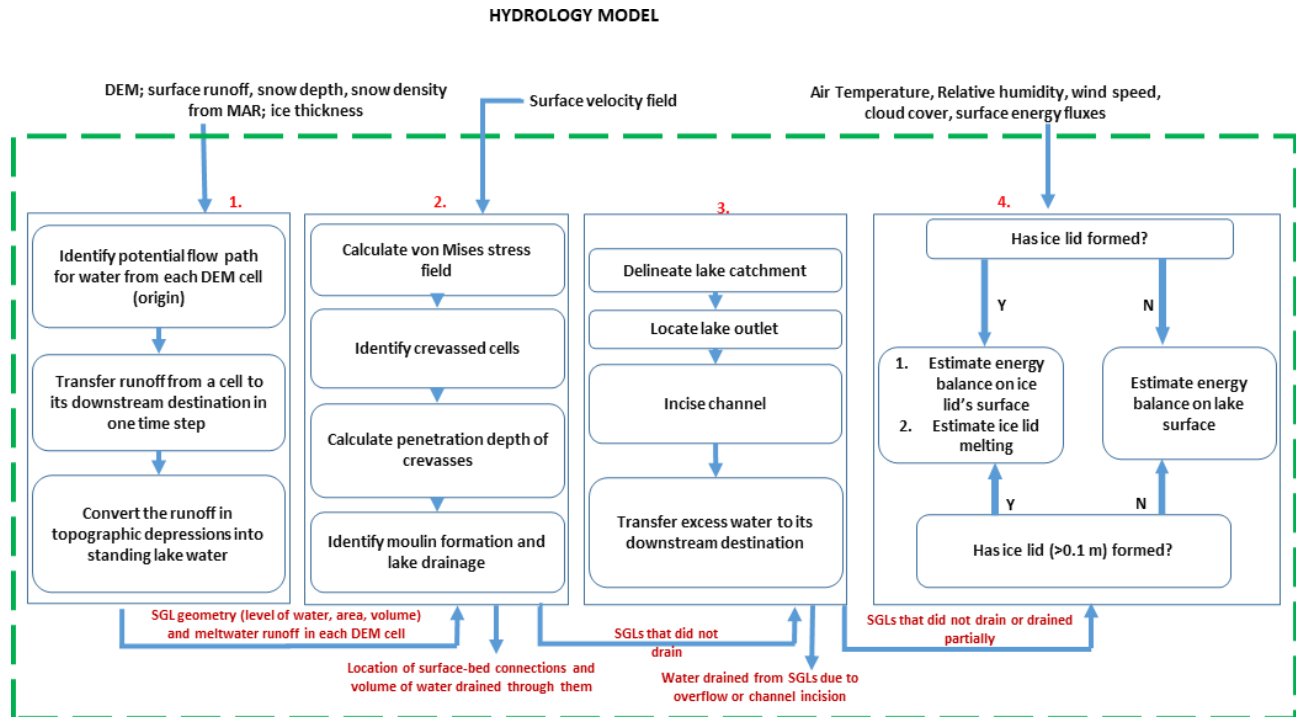 HYDROLOGY MODEL
DEM; surface runoff, snow depth, snow density
from MAR; ice thickness
Surface velocity field
Air Temperature, Relative humidity, wind speed,
cloud cover, surface energy fluxes
1.
Identify potential flow path
for water from each DEM cell
(origin)
Transfer runoff from a cell to
its downstream destination in
one time step
Convert the runoff in
topographic depressions into
standing lake water
2.
Calculate von Mises stress
field
Identify crevassed cells
Calculate penetration depth of
crevasses
Identify moulin formation and
lake drainage
3.
Delineate lake catchment
Locate lake outlet
Incise channel
Transfer excess water to its
downstream destination
4.
Has ice lid formed?
Y
N
1. Estimate energy
balance on ice
lid's surface
2. Estimate ice lid
melting
Estimate energy
balance on lake
surface
Y
N
Has ice lid (>0.1 m) formed?
SGL geometry (level of water, area, volume)
and meltwater runoff in each DEM cell
Location of surface-bed connections and
volume of water drained through them
SGLs that did not
drain
Water drained from SGLs due to
overflow or channel incision
SGLs that did not drain or drained
partially